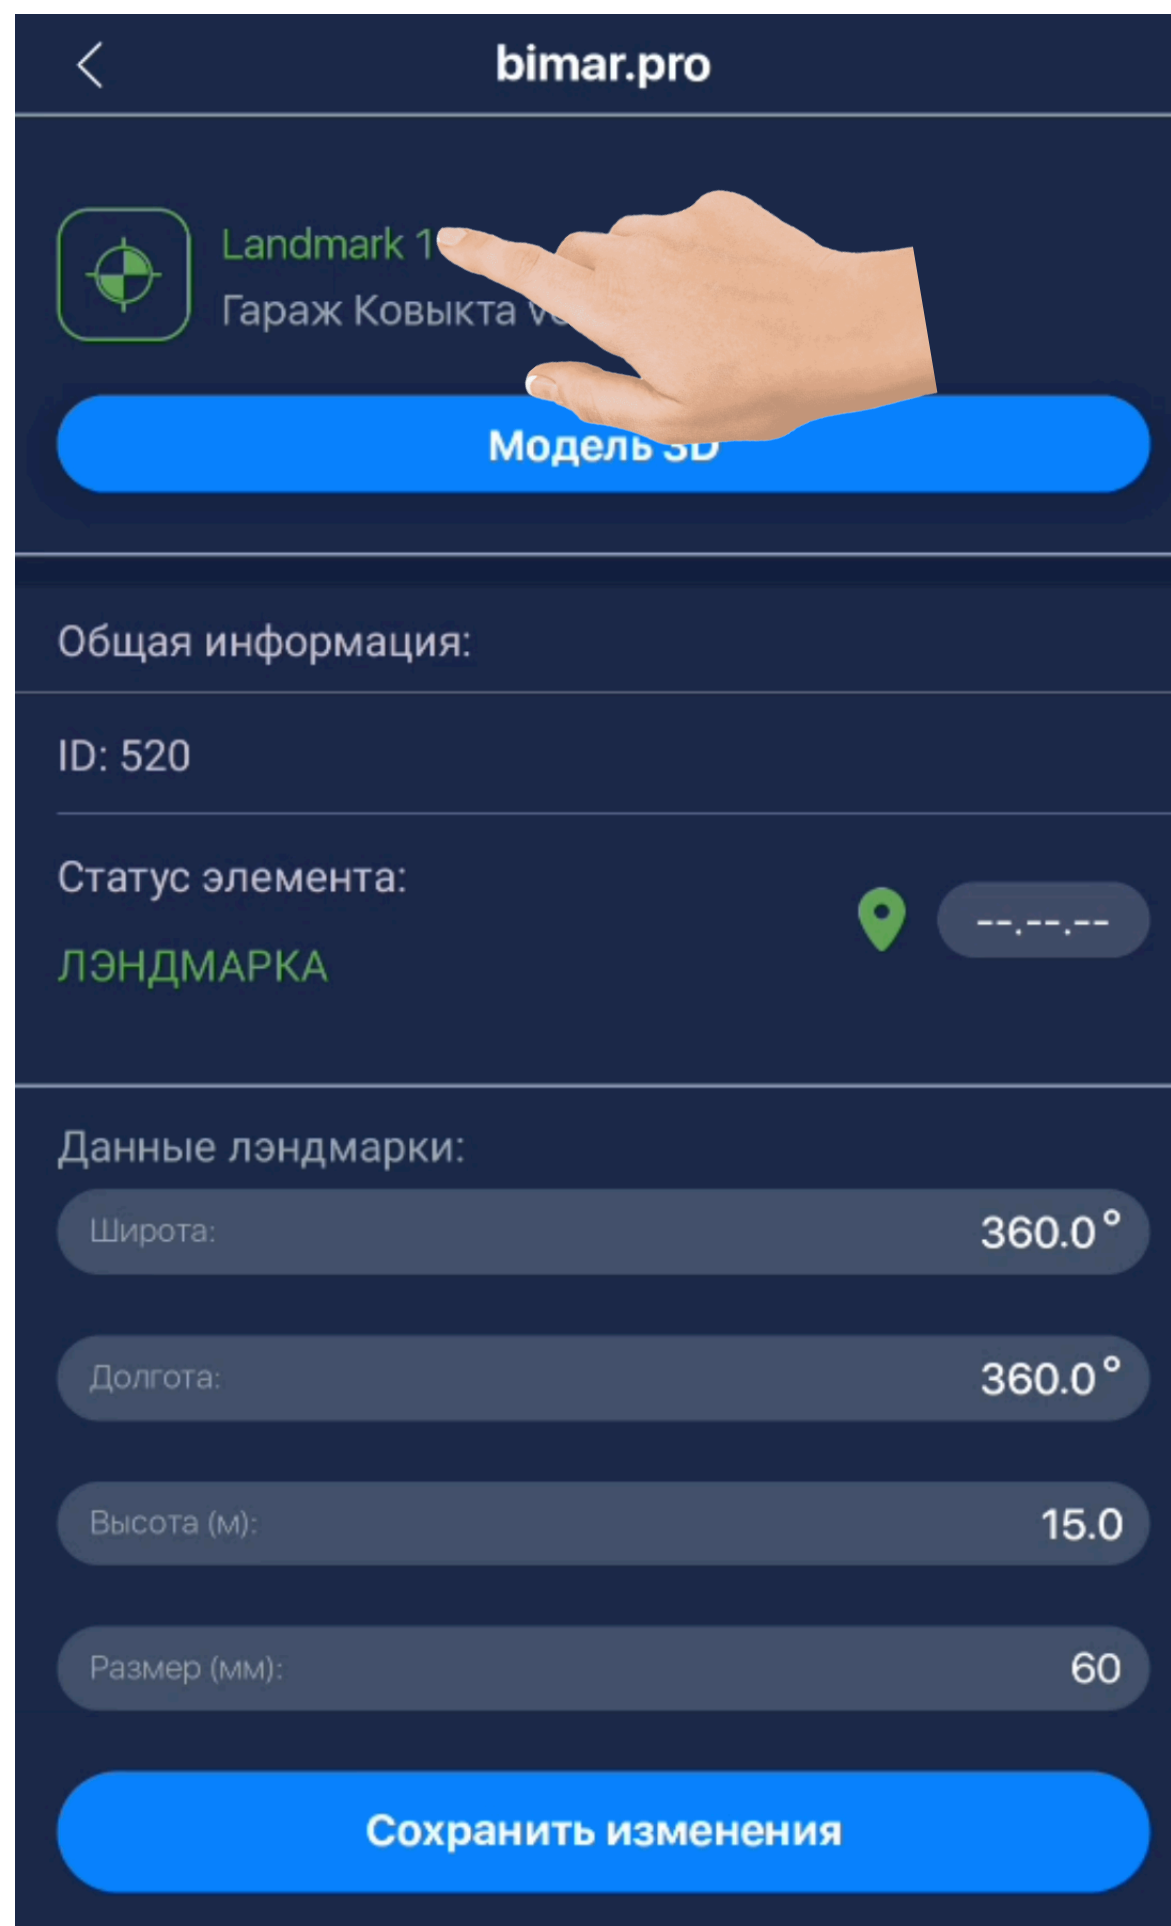 bimar.pro
Landmark 1
Гараж Ковыкта
Модель 3D
Общая информация:
ID: 520
Статус элемента:
ЛЭНДМАРКА
--.--.--
Данные лэндмарки:
Широта: 360.0°
Долгота: 360.0°
Высота (м): 15.0
Размер (мм): 60
Сохранить изменения